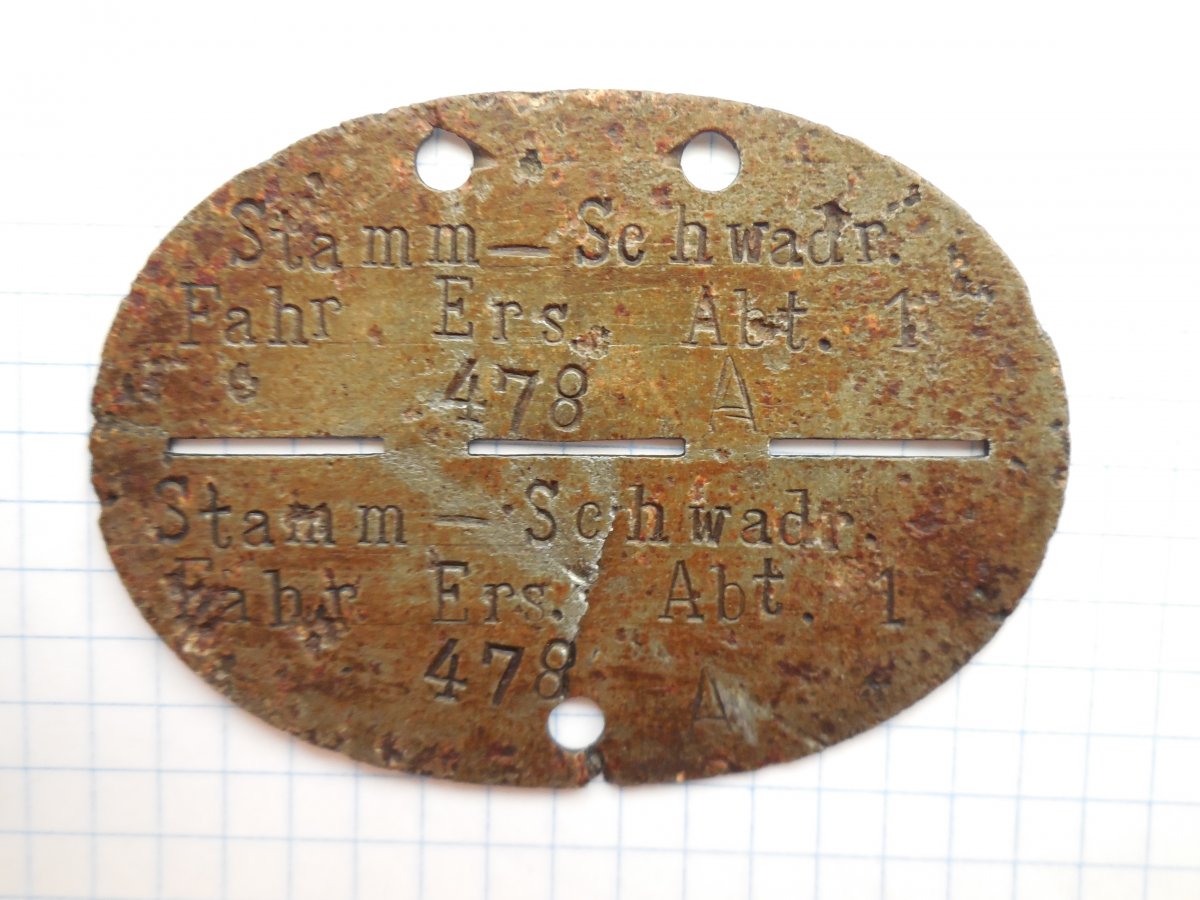 Stamm-Schwadr.
Fahr. Ers. Abt. 1
478 A
Stamm-Schwadr.
Fahr Ers. Abt. 1
478 A